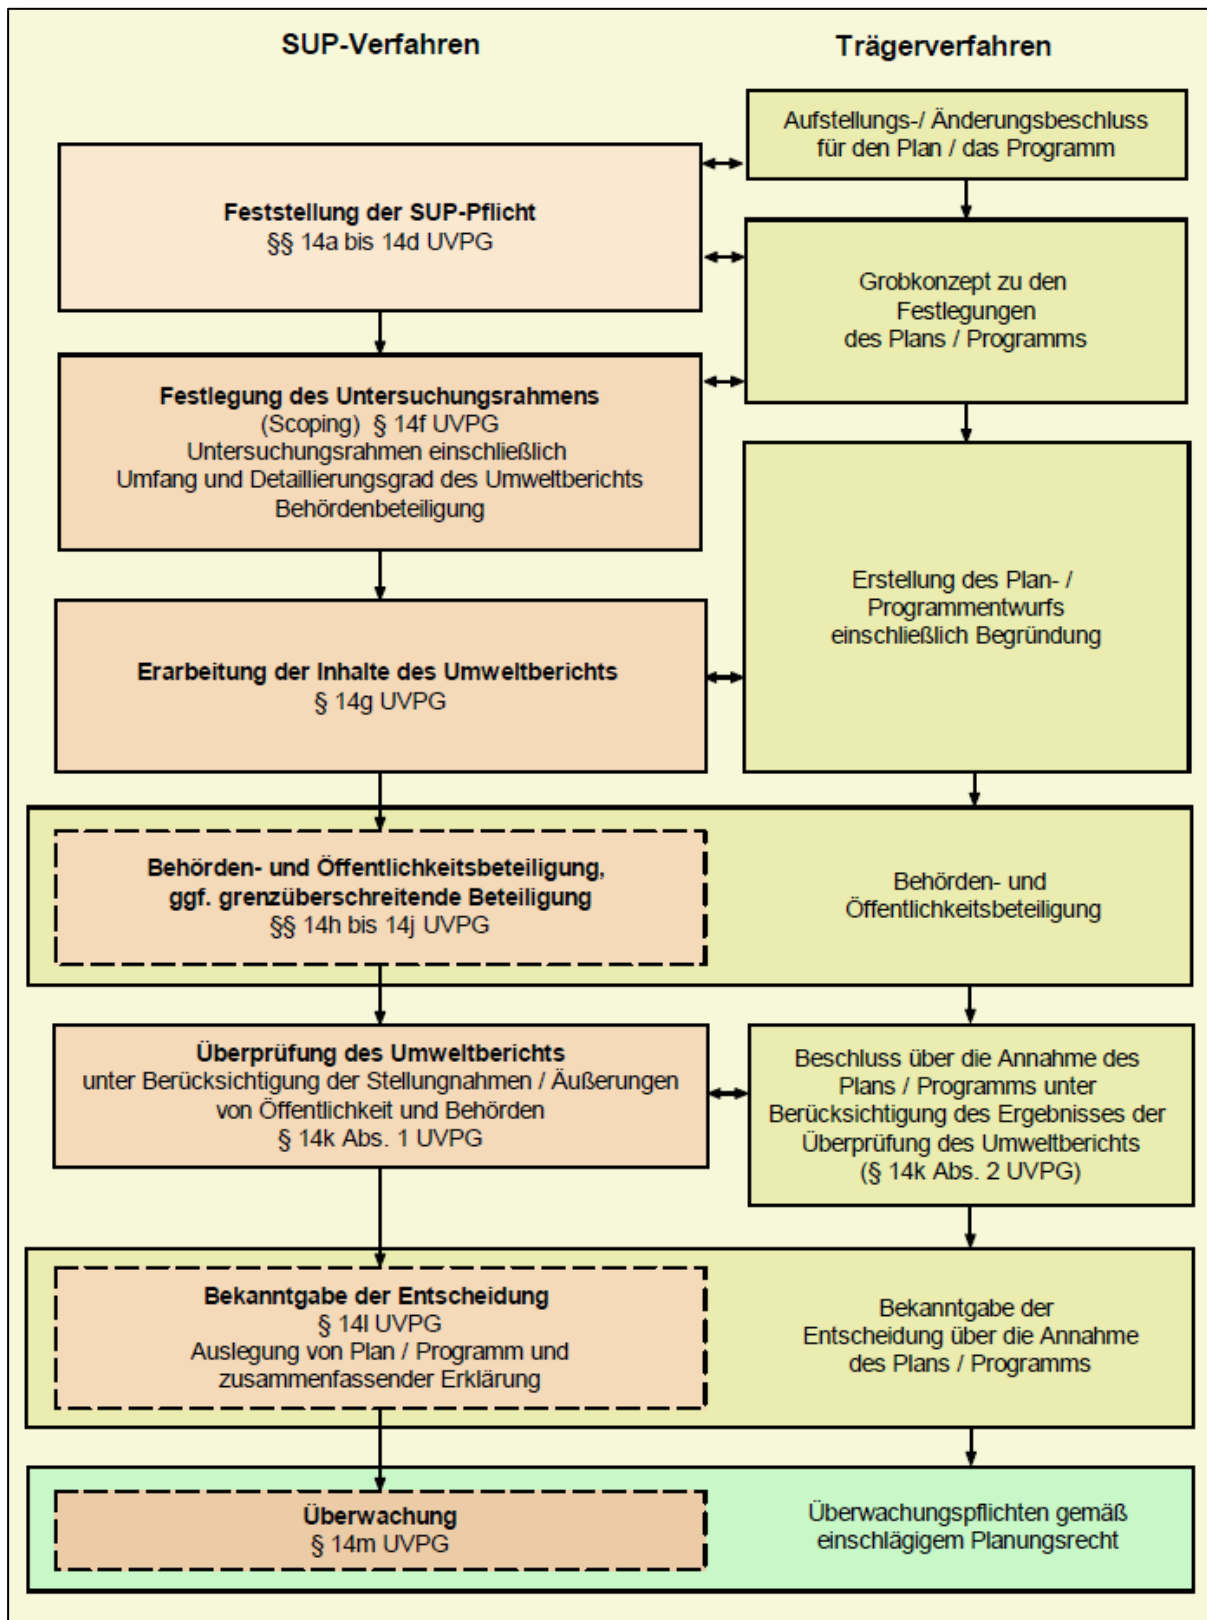 SUP-Verfahren
Trägerverfahren
Aufstellungs-/ Änderungsbeschluss
für den Plan / das Programm
Feststellung der SUP-Pflicht
§§ 14a bis 14d UVPG
Grobkonzept zu den
Festlegungen
des Plans / Programms
Festlegung des Untersuchungsrahmens
(Scoping) § 14f UVPG
Untersuchungsrahmen einschließlich
Umfang und Detaillierungsgrad des Umweltberichts
Behördenbeteiligung
Erstellung des Plan- /
Programmentwurfs
einschließlich Begründung
Erarbeitung der Inhalte des Umweltberichts
§ 14g UVPG
Behörden- und Öffentlichkeitsbeteiligung,
ggf. grenzüberschreitende Beteiligung
§§ 14h bis 14j UVPG
Behörden- und
Öffentlichkeitsbeteiligung
Überprüfung des Umweltberichts
unter Berücksichtigung der Stellungnahmen / Äußerungen
von Öffentlichkeit und Behörden
§ 14k Abs. 1 UVPG
Beschluss über die Annahme des
Plans / Programms unter
Berücksichtigung des Ergebnisses der
Überprüfung des Umweltberichts
(§ 14k Abs. 2 UVPG)
Bekanntgabe der Entscheidung
§ 14l UVPG
Auslegung von Plan / Programm und
zusammenfassender Erklärung
Bekanntgabe der
Entscheidung über die Annahme
des Plans / Programms
Überwachung
§ 14m UVPG
Überwachungspflichten gemäß
einschlägigem Planungsrecht